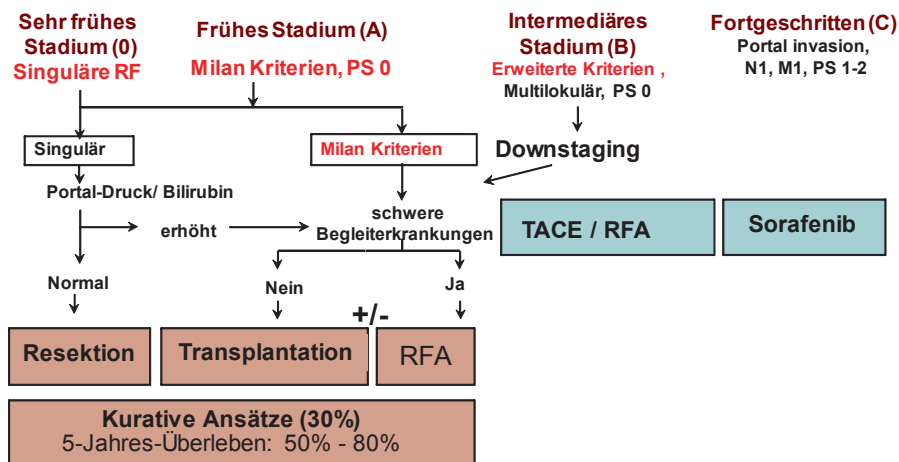 Sehr frühes
Stadium (0)
Singuläre RF
Frühes Stadium (A)
Milan Kriterien, PS 0
Intermediäres
Stadium (B)
Erweiterte Kriterien ,
Multilokulär, PS 0
Fortgeschritten (C)
Portal invasion,
N1, M1, PS 1-2
Singulär
Milan Kriterien
Downstaging
Portal-Druck/ Bilirubin
erhöht
schwere
Begleiterkrankungen
TACE / RFA
Sorafenib
Normal
Nein
Ja
+/-
Resektion
Transplantation
RFA
Kurative Ansätze (30%)
5-Jahres-Überleben: 50% - 80%